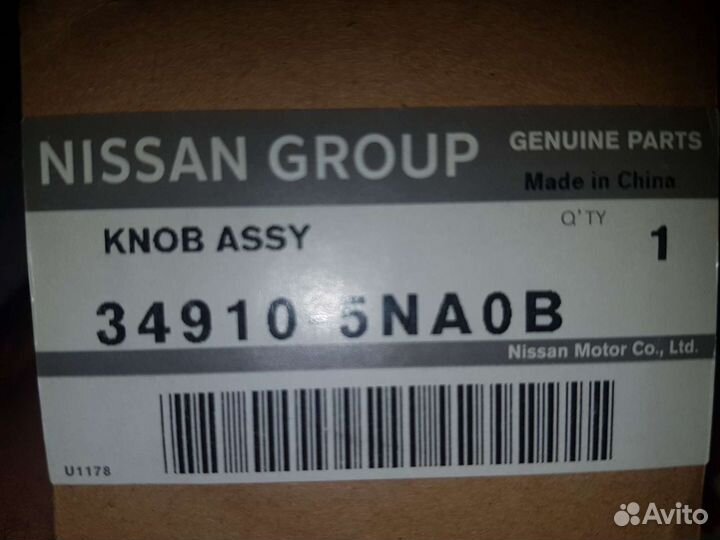 NISSAN GROUP GENUINE PARTS
Made in China
KNOB ASSY Q'TY 1
34910-5NA0B
Nissan Motor Co., Ltd.
U1178
Avito